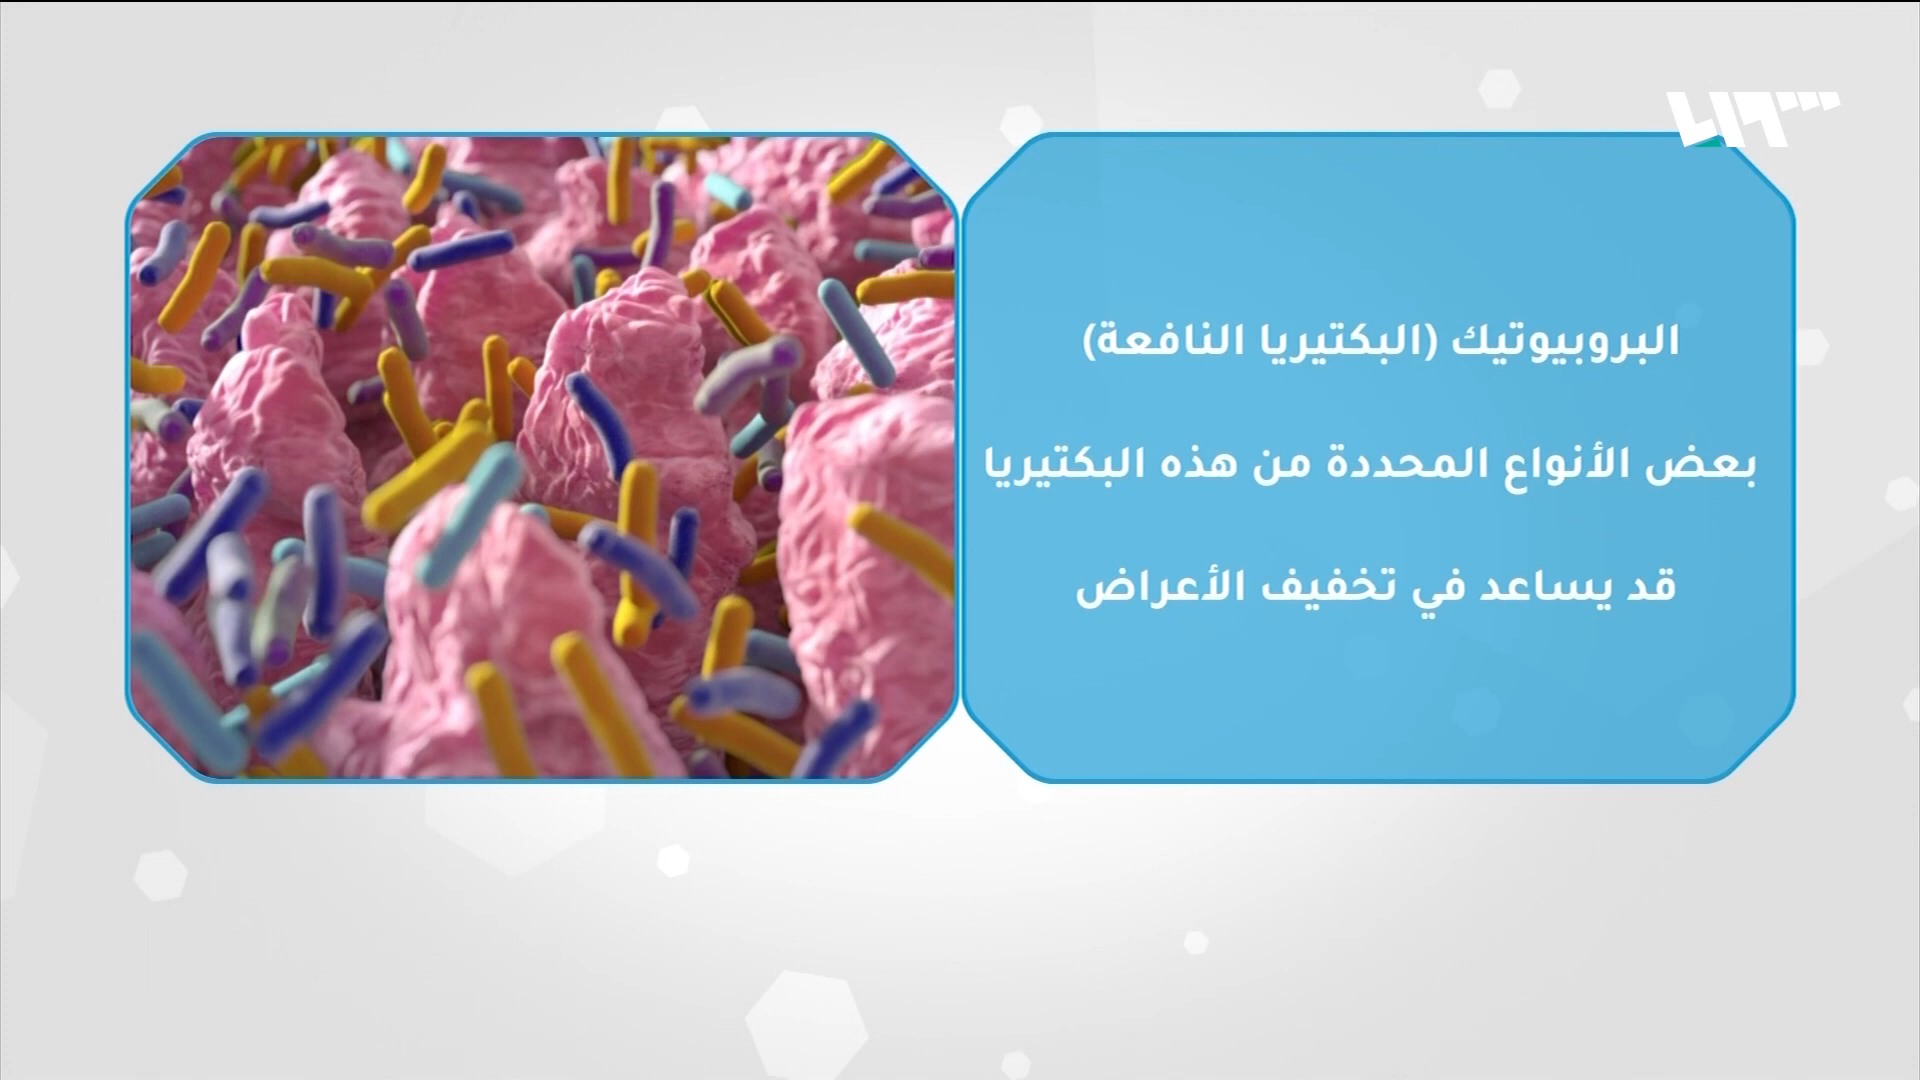 البروبيوتيك (البكتيريا النافعة)
بعض الأنواع المحددة من هذه البكتيريا
قد يساعد في تخفيف الأعراض